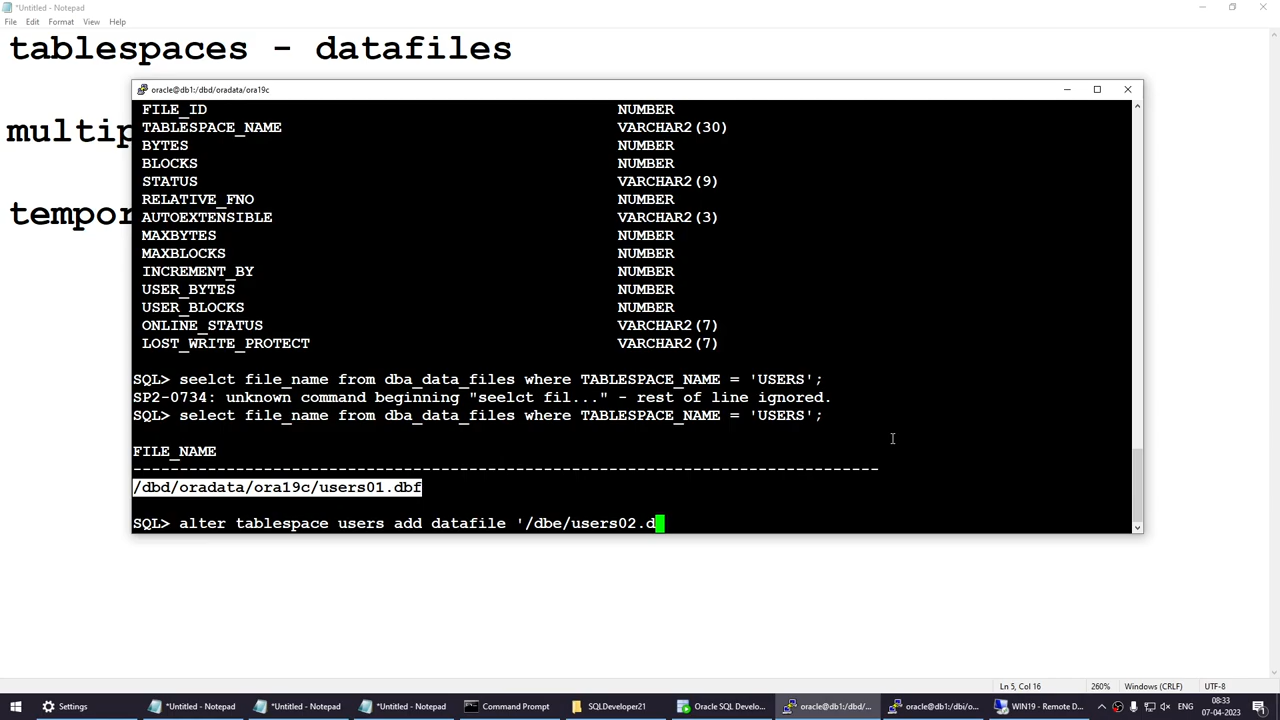 *Untitled - Notepad
File Edit Format View Help
tablespaces - datafiles
multip
tempor
oracle@db1:/dbd/oradata/ora19c
FILE_ID NUMBER
TABLESPACE_NAME VARCHAR2(30)
BYTES NUMBER
BLOCKS NUMBER
STATUS VARCHAR2(9)
RELATIVE_FNO NUMBER
AUTOEXTENSIBLE VARCHAR2(3)
MAXBYTES NUMBER
MAXBLOCKS NUMBER
INCREMENT_BY NUMBER
USER_BYTES NUMBER
USER_BLOCKS NUMBER
ONLINE_STATUS VARCHAR2(7)
LOST_WRITE_PROTECT VARCHAR2(7)
SQL> seelct file_name from dba_data_files where TABLESPACE_NAME = 'USERS';
SP2-0734: unknown command beginning "seelct fil..." - rest of line ignored.
SQL> select file_name from dba_data_files where TABLESPACE_NAME = 'USERS';
FILE_NAME
--------------------------------------------------------------------------------
/dbd/oradata/ora19c/users01.dbf
SQL> alter tablespace users add datafile '/dbe/users02.d
Ln 5, Col 16 260% Windows (CRLF) UTF-8
Settings *Untitled - Notepad *Untitled - Notepad *Untitled - Notepad Command Prompt SQLDeveloper21 Oracle SQL Develo... oracle@db1:/dbd/... oracle@db1:/db/o... WIN19 - Remote D... ENG 08:33
07-04-2023